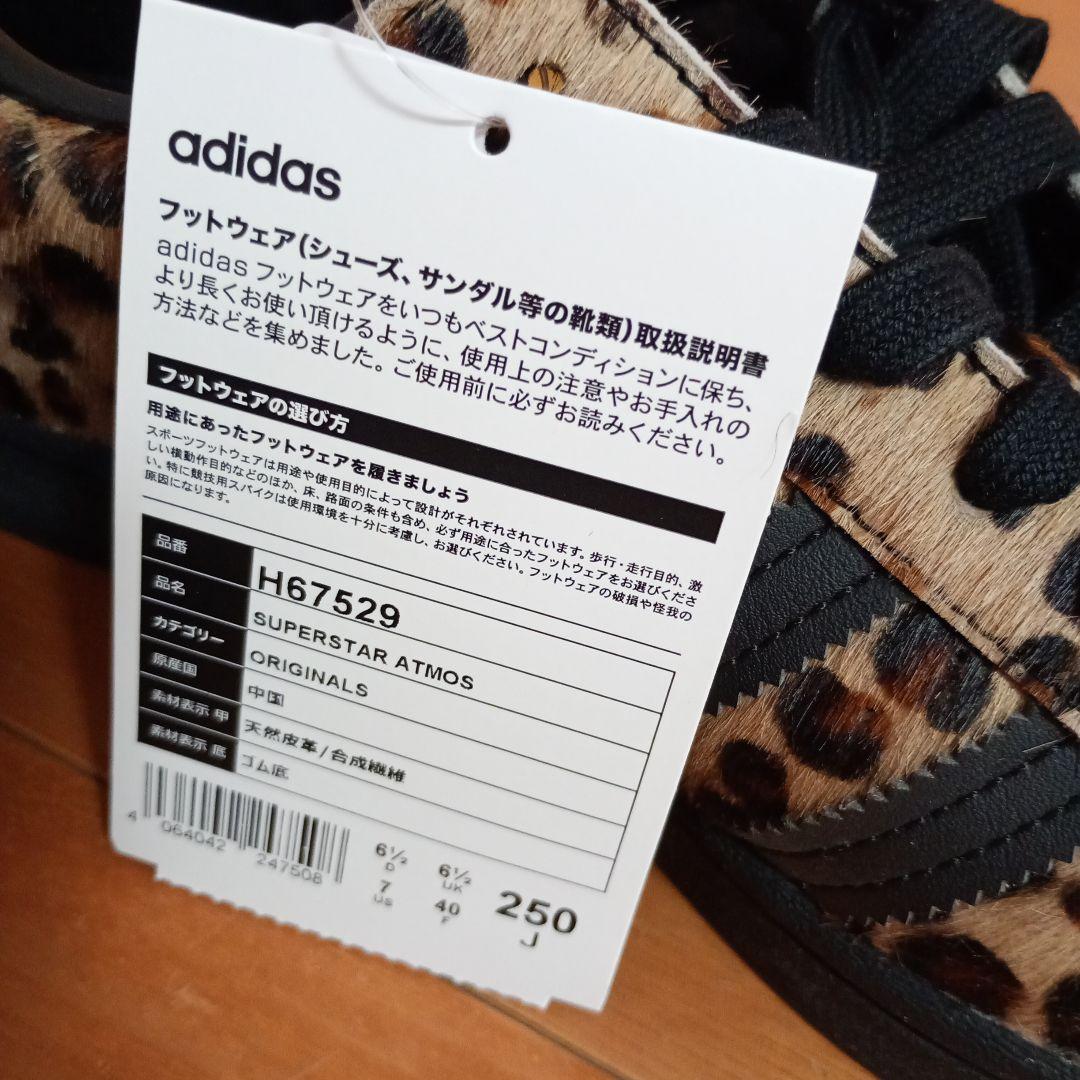 adidas
フットウェア(シューズ、サンダル等の靴類)取扱説明書
adidas フットウェアをいつもベストコンディションに保ち、
より長くお使い頂けるように、使用上の注意やお手入れの
方法などを集めました。ご使用前に必ずお読みください。
フットウェアの選び方
用途にあったフットウェアを履きましょう
スポーツフットウェアは用途や使用目的によって設計がそれぞれされています。歩行・走行目的、激
しい横動作目的などのほか、床、路面の条件も含め、必ず用途に合ったフットウェアをお選びくださ
い。特に競技用スパイクは使用環境を十分に考慮し、お選びください。フットウェアの破損や怪我の
原因になります。
品番 H67529
品名 SUPERSTAR ATMOS
カテゴリー ORIGINALS
原産国 中国
素材表示 甲 天然皮革/合成繊維
素材表示 底 ゴム底
4 064042 247508
6½ D 6½ UK
7 US 40 F 250 J